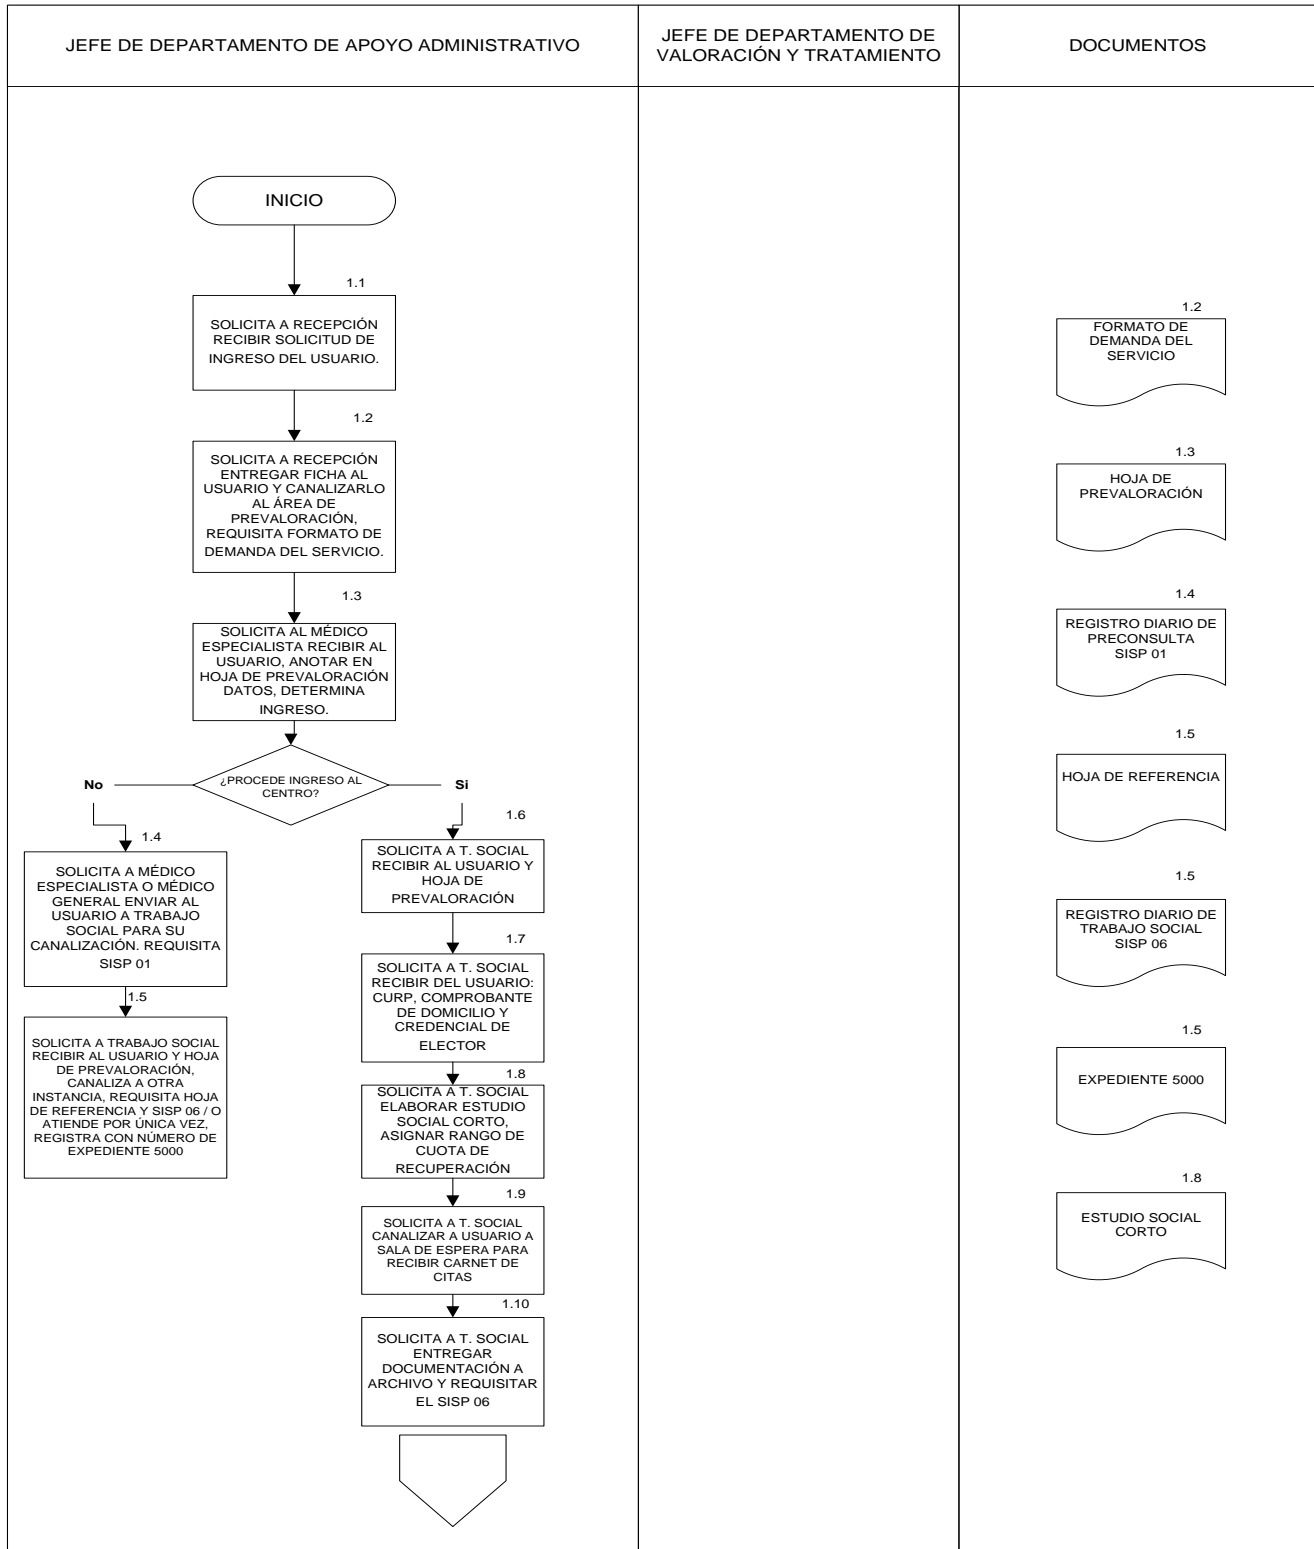 JEFE DE DEPARTAMENTO DE APOYO ADMINISTRATIVO
JEFE DE DEPARTAMENTO DE
VALORACIÓN Y TRATAMIENTO
DOCUMENTOS
INICIO
1.1
SOLICITA A RECEPCIÓN
RECIBIR SOLICITUD DE
INGRESO DEL USUARIO.
1.2
SOLICITA A RECEPCIÓN
ENTREGAR FICHA AL
USUARIO Y CANALIZARLO
AL ÁREA DE
PREVALORACIÓN,
REQUISITA FORMATO DE
DEMANDA DEL SERVICIO.
1.3
SOLICITA AL MÉDICO
ESPECIALISTA RECIBIR AL
USUARIO, ANOTAR EN
HOJA DE PREVALORACIÓN
DATOS, DETERMINA
INGRESO.
¿PROCEDE INGRESO AL
CENTRO?
No
Si
1.4
SOLICITA A MÉDICO
ESPECIALISTA O MÉDICO
GENERAL ENVIAR AL
USUARIO A TRABAJO
SOCIAL PARA SU
CANALIZACIÓN. REQUISITA
SISP 01
1.5
SOLICITA A TRABAJO SOCIAL
RECIBIR AL USUARIO Y HOJA
DE PREVALORACIÓN,
CANALIZA A OTRA
INSTANCIA, REQUISITA HOJA
DE REFERENCIA Y SISP 06 / O
ATIENDE POR ÚNICA VEZ,
REGISTRA CON NÚMERO DE
EXPEDIENTE 5000
1.6
SOLICITA A T. SOCIAL
RECIBIR AL USUARIO Y
HOJA DE
PREVALORACIÓN
1.7
SOLICITA A T. SOCIAL
RECIBIR DEL USUARIO:
CURP, COMPROBANTE
DE DOMICILIO Y
CREDENCIAL DE
ELECTOR
1.8
SOLICITA A T. SOCIAL
ELABORAR ESTUDIO
SOCIAL CORTO,
ASIGNAR RANGO DE
CUOTA DE
RECUPERACIÓN
1.9
SOLICITA A T. SOCIAL
CANALIZAR A USUARIO A
SALA DE ESPERA PARA
RECIBIR CARNET DE
CITAS
1.10
SOLICITA A T. SOCIAL
ENTREGAR
DOCUMENTACIÓN A
ARCHIVO Y REQUISITAR
EL SISP 06
1.2
FORMATO DE
DEMANDA DEL
SERVICIO
1.3
HOJA DE
PREVALORACIÓN
1.4
REGISTRO DIARIO DE
PRECONSULTA
SISP 01
1.5
HOJA DE REFERENCIA
1.5
REGISTRO DIARIO DE
TRABAJO SOCIAL
SISP 06
1.5
EXPEDIENTE 5000
1.8
ESTUDIO SOCIAL
CORTO